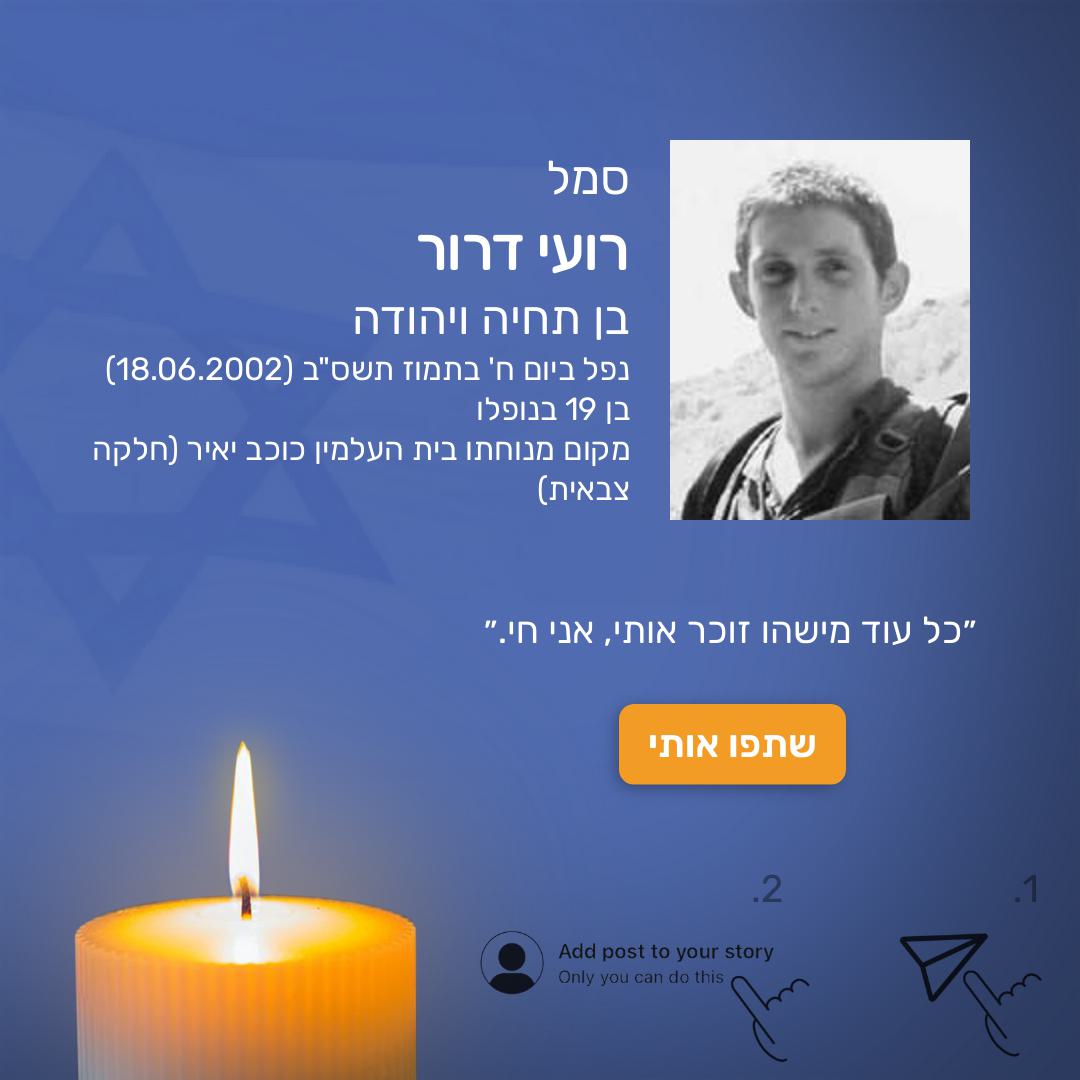 סמל
רועי דרור
בן תחיה ויהודה
נפל ביום ח' בתמוז תשס"ב (18.06.2002)
בן 19 בנופלו
מקום מנוחתו בית העלמין כוכב יאיר (חלקה
צבאית)
״כל עוד מישהו זוכר אותי, אני חי.״
שתפו אותי
1.
2.
Add post to your story
Only you can do this